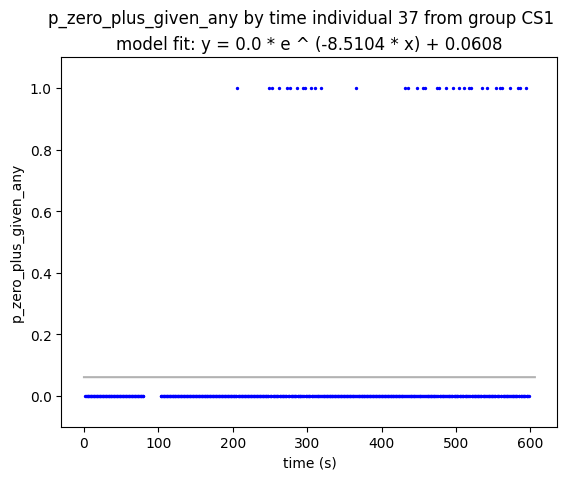 p_zero_plus_given_any by time individual 37 from group CS1
model fit: y = 0.0 * e ^ (-8.5104 * x) + 0.0608
1.0
0.8
0.6
0.4
0.2
0.0
p_zero_plus_given_any
0 100 200 300 400 500 600
time (s)